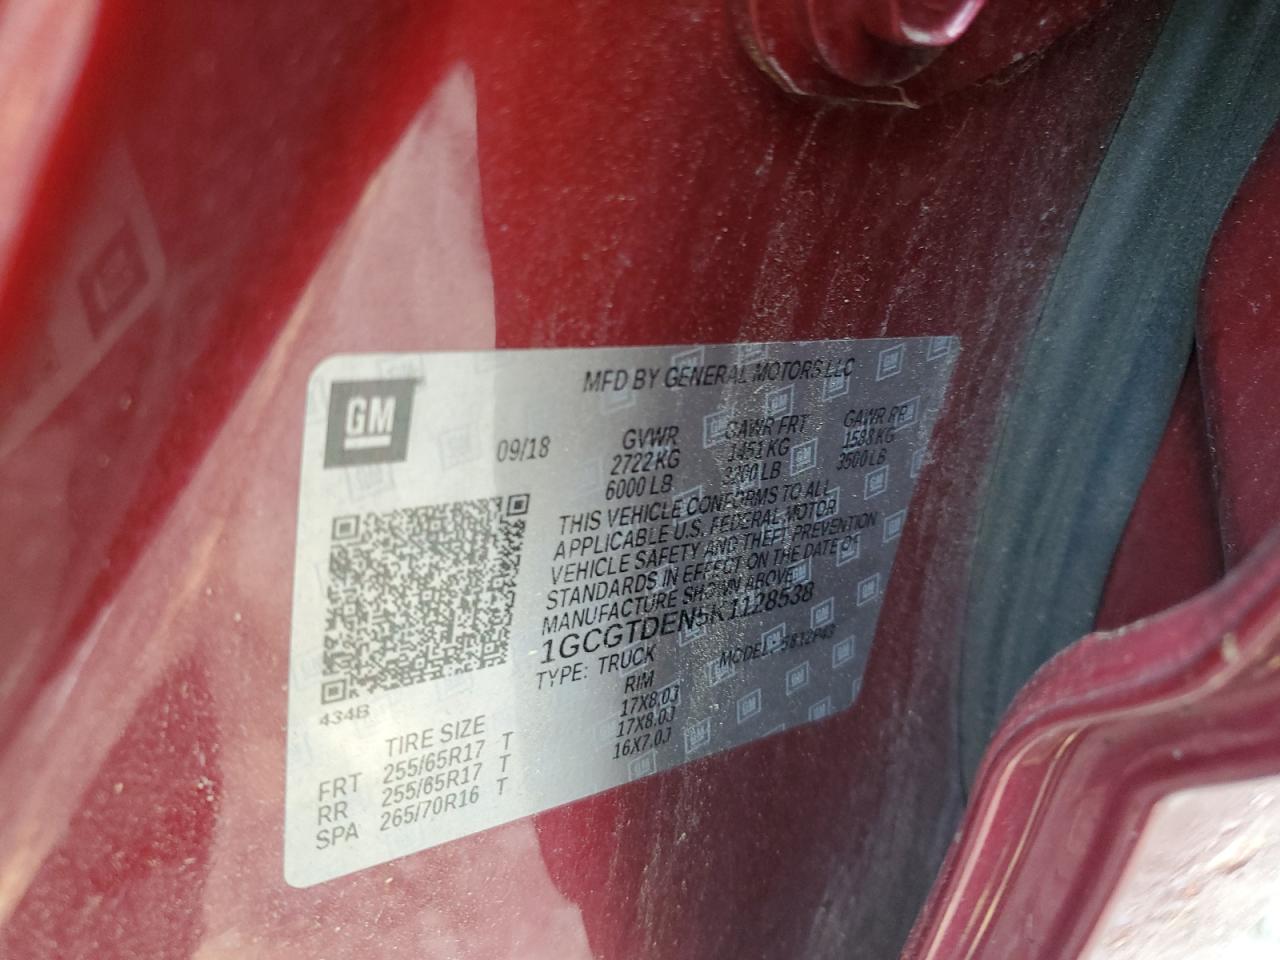 GM
MFD BY GENERAL MOTORS LLC
09/18
GVWR GAWR FRT GAWR RR
2722 KG 1451 KG 1588 KG
6000 LB 3200 LB 3500 LB
THIS VEHICLE CONFORMS TO ALL
APPLICABLE U.S. FEDERAL MOTOR
VEHICLE SAFETY AND THEFT PREVENTION
STANDARDS IN EFFECT ON THE DATE OF
MANUFACTURE SHOWN ABOVE
1GCGTDEN5K1128538
TYPE: TRUCK MODEL:
434B
TIRE SIZE RIM
FRT 255/65R17 T 17X8.0J
RR 255/65R17 T 17X8.0J
SPA 265/70R16 T 16X7.0J